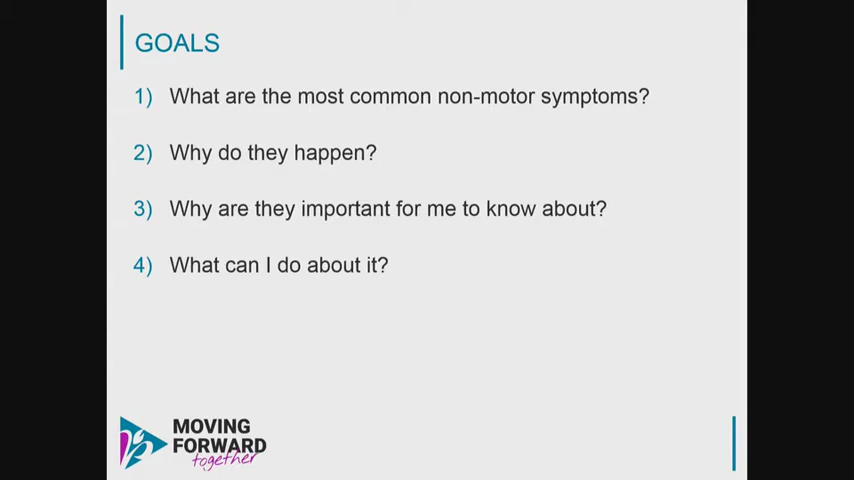 GOALS
1) What are the most common non-motor symptoms?
2) Why do they happen?
3) Why are they important for me to know about?
4) What can I do about it?
MOVING
FORWARD
together